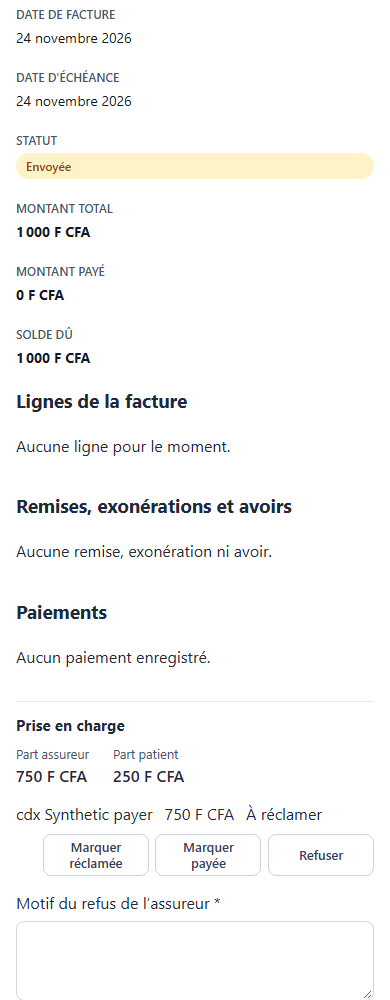 DATE DE FACTURE
24 novembre 2026
DATE D'ÉCHÉANCE
24 novembre 2026
STATUT
Envoyée
MONTANT TOTAL
1 000 F CFA
MONTANT PAYÉ
0 F CFA
SOLDE DÛ
1 000 F CFA
Lignes de la facture
Aucune ligne pour le moment.
Remises, exonérations et avoirs
Aucune remise, exonération ni avoir.
Paiements
Aucun paiement enregistré.
Prise en charge
Part assureur Part patient
750 F CFA 250 F CFA
cdx Synthetic payer 750 F CFA À réclamer
Marquer réclamée
Marquer payée
Refuser
Motif du refus de l’assureur *